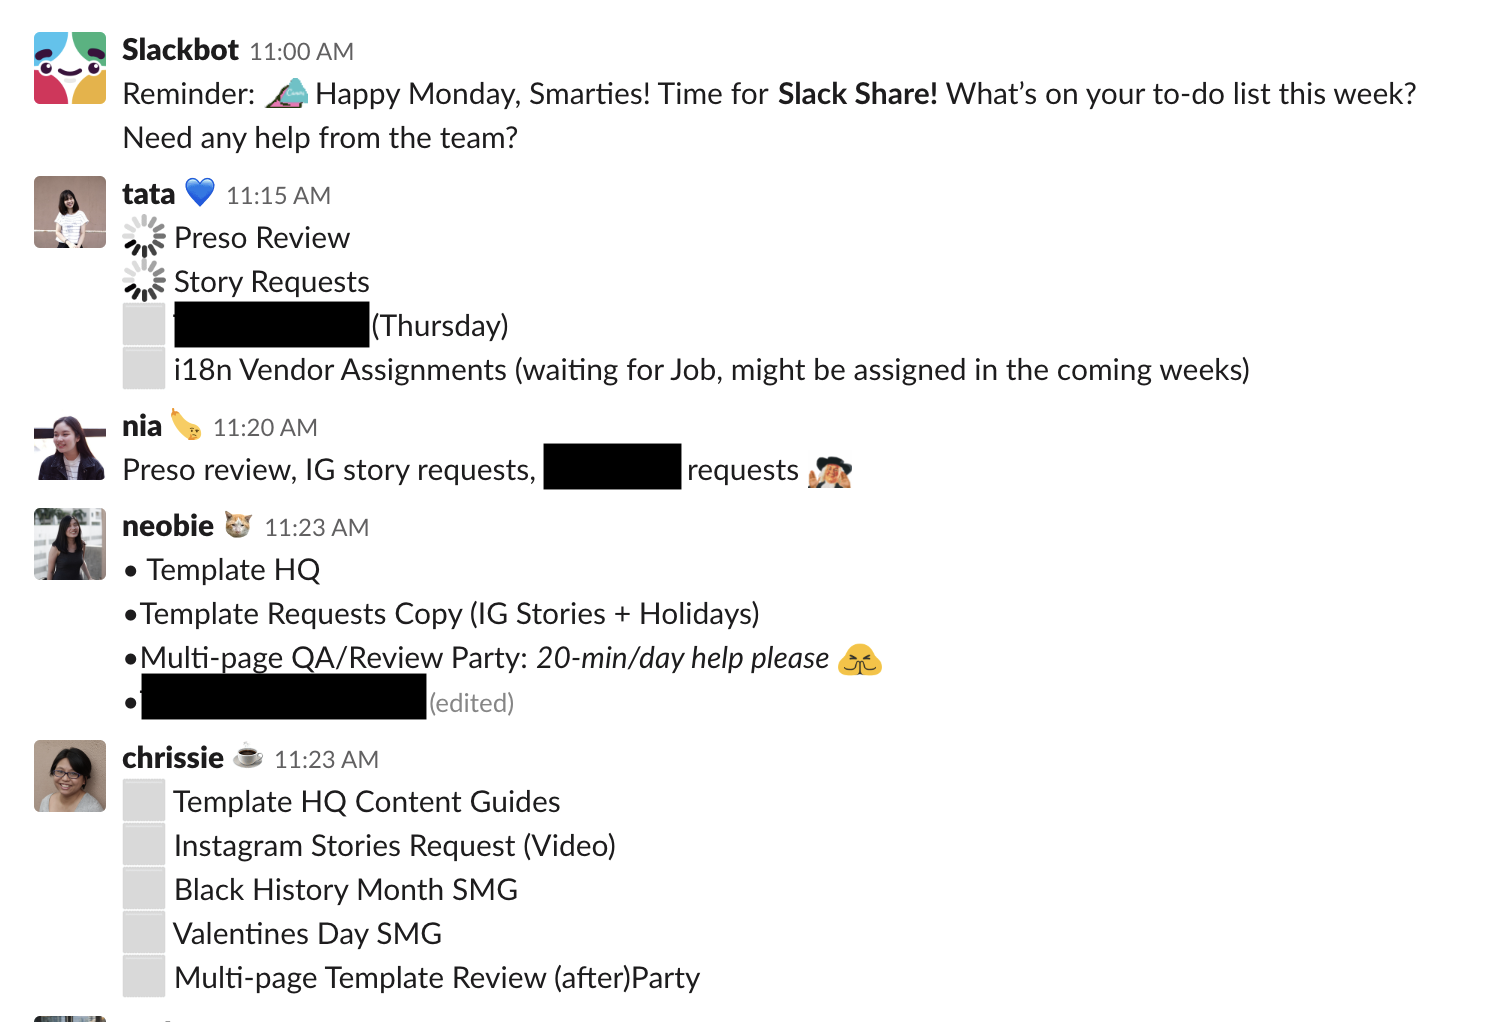 Slackbot 11:00 AM
Reminder: Happy Monday, Smarties! Time for Slack Share! What’s on your to-do list this week?
Need any help from the team?
tata 💙 11:15 AM
Preso Review
Story Requests
(Thursday)
i18n Vendor Assignments (waiting for Job, might be assigned in the coming weeks)
nia 11:20 AM
Preso review, IG story requests, requests
neobie 11:23 AM
• Template HQ
•Template Requests Copy (IG Stories + Holidays)
•Multi-page QA/Review Party: 20-min/day help please
• (edited)
chrissie ☕ 11:23 AM
Template HQ Content Guides
Instagram Stories Request (Video)
Black History Month SMG
Valentines Day SMG
Multi-page Template Review (after)Party